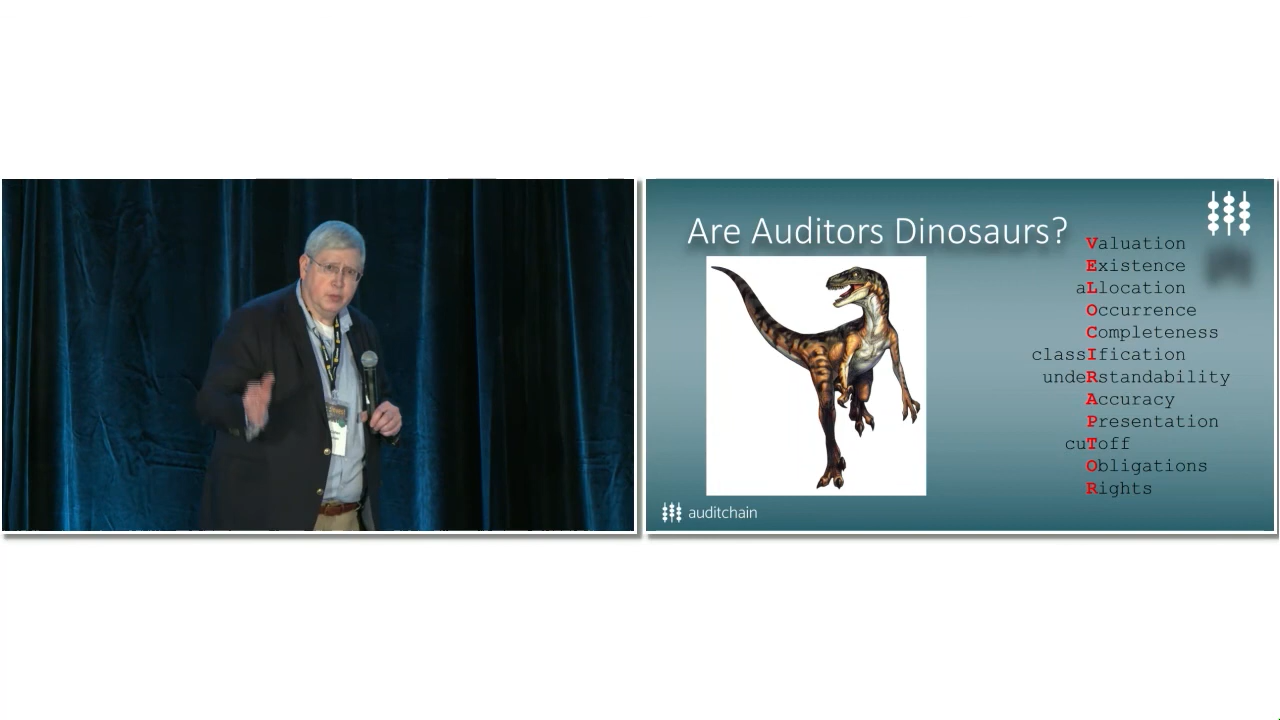 Are Auditors Dinosaurs?
Valuation
Existence
aLlocation
Occurrence
Completeness
classIfication
undeRstandability
Accuracy
Presentation
cuToff
Obligations
Rights
auditchain